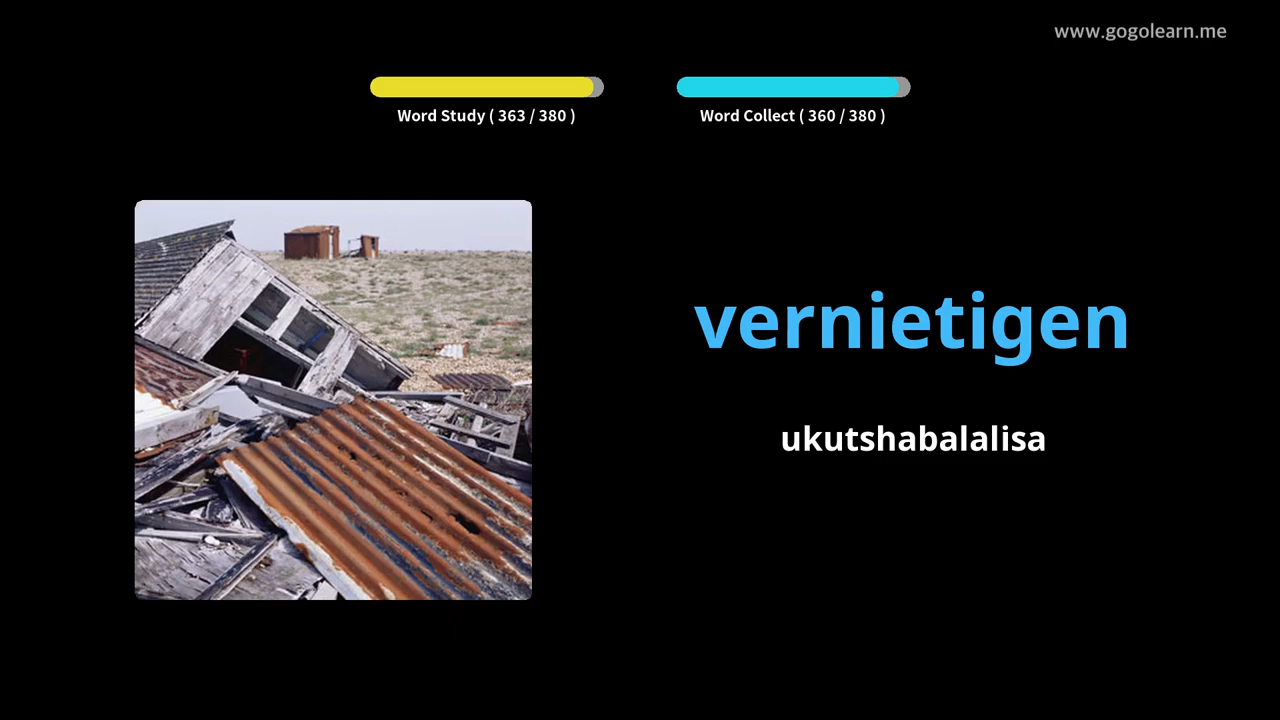 www.gogolearn.me
Word Study ( 363 / 380 )
Word Collect ( 360 / 380 )
vernietigen
ukutshabalalisa